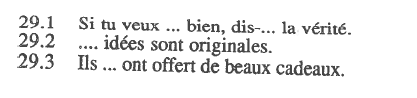 29.1 Si tu veux ... bien, dis-... la vérité.
29.2 .... idées sont originales.
29.3 Ils ... ont offert de beaux cadeaux.